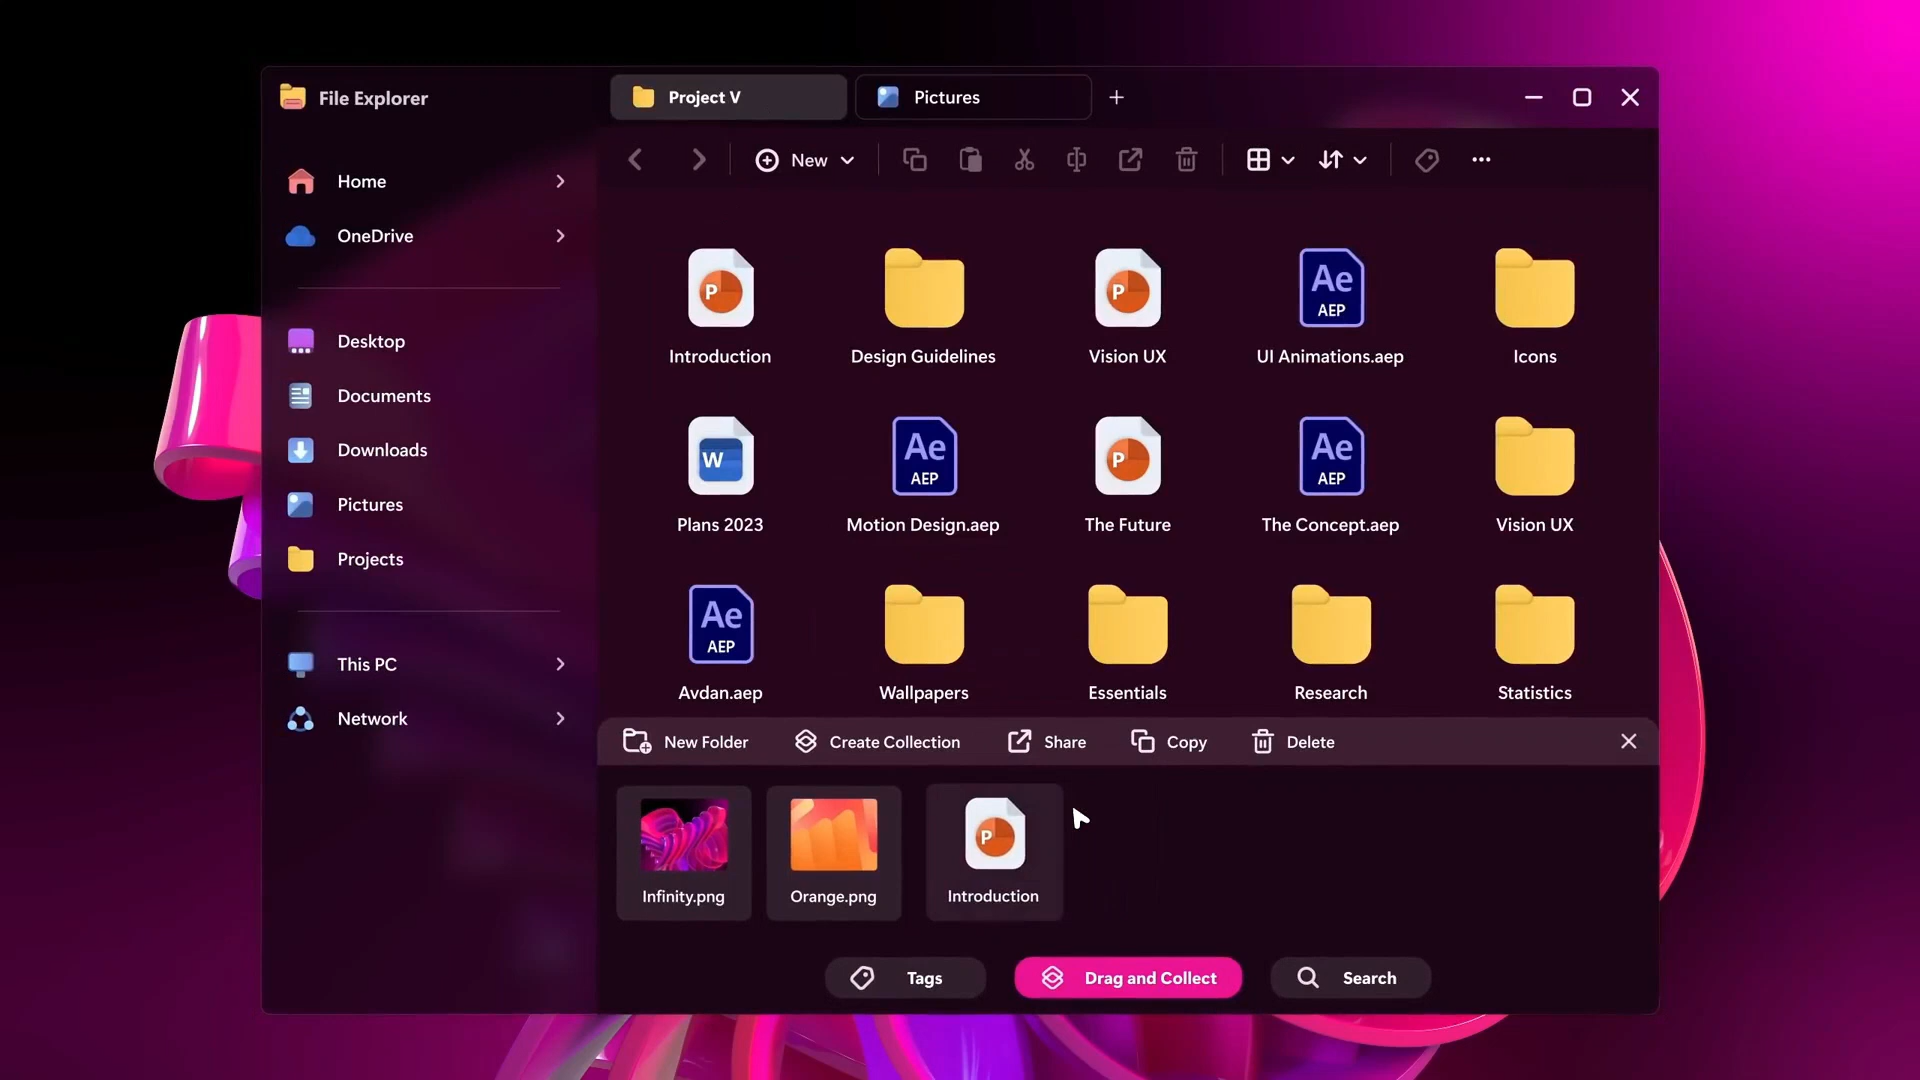 File Explorer
Project V
Pictures
New
Home
OneDrive
Desktop
Documents
Downloads
Pictures
Projects
This PC
Network
P
P
Ae
AEP
Introduction
Design Guidelines
Vision UX
UI Animations.aep
Icons
W
Ae
AEP
P
Ae
AEP
Plans 2023
Motion Design.aep
The Future
The Concept.aep
Vision UX
Ae
AEP
Avdan.aep
Wallpapers
Essentials
Research
Statistics
New Folder
Create Collection
Share
Copy
Delete
P
Infinity.png
Orange.png
Introduction
Tags
Drag and Collect
Search